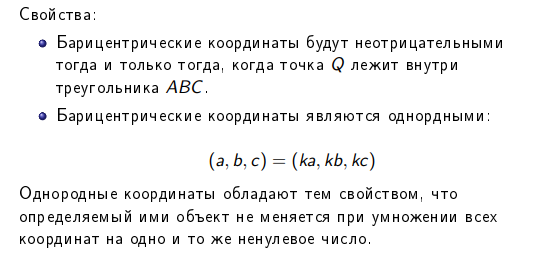 Свойства:
Барицентрические координаты будут неотрицательными
тогда и только тогда, когда точка Q лежит внутри
треугольника ABC.
Барицентрические координаты являются однордными:
(a, b, c) = (ka, kb, kc)
Однородные координаты обладают тем свойством, что
определяемый ими объект не меняется при умножении всех
координат на одно и то же ненулевое число.